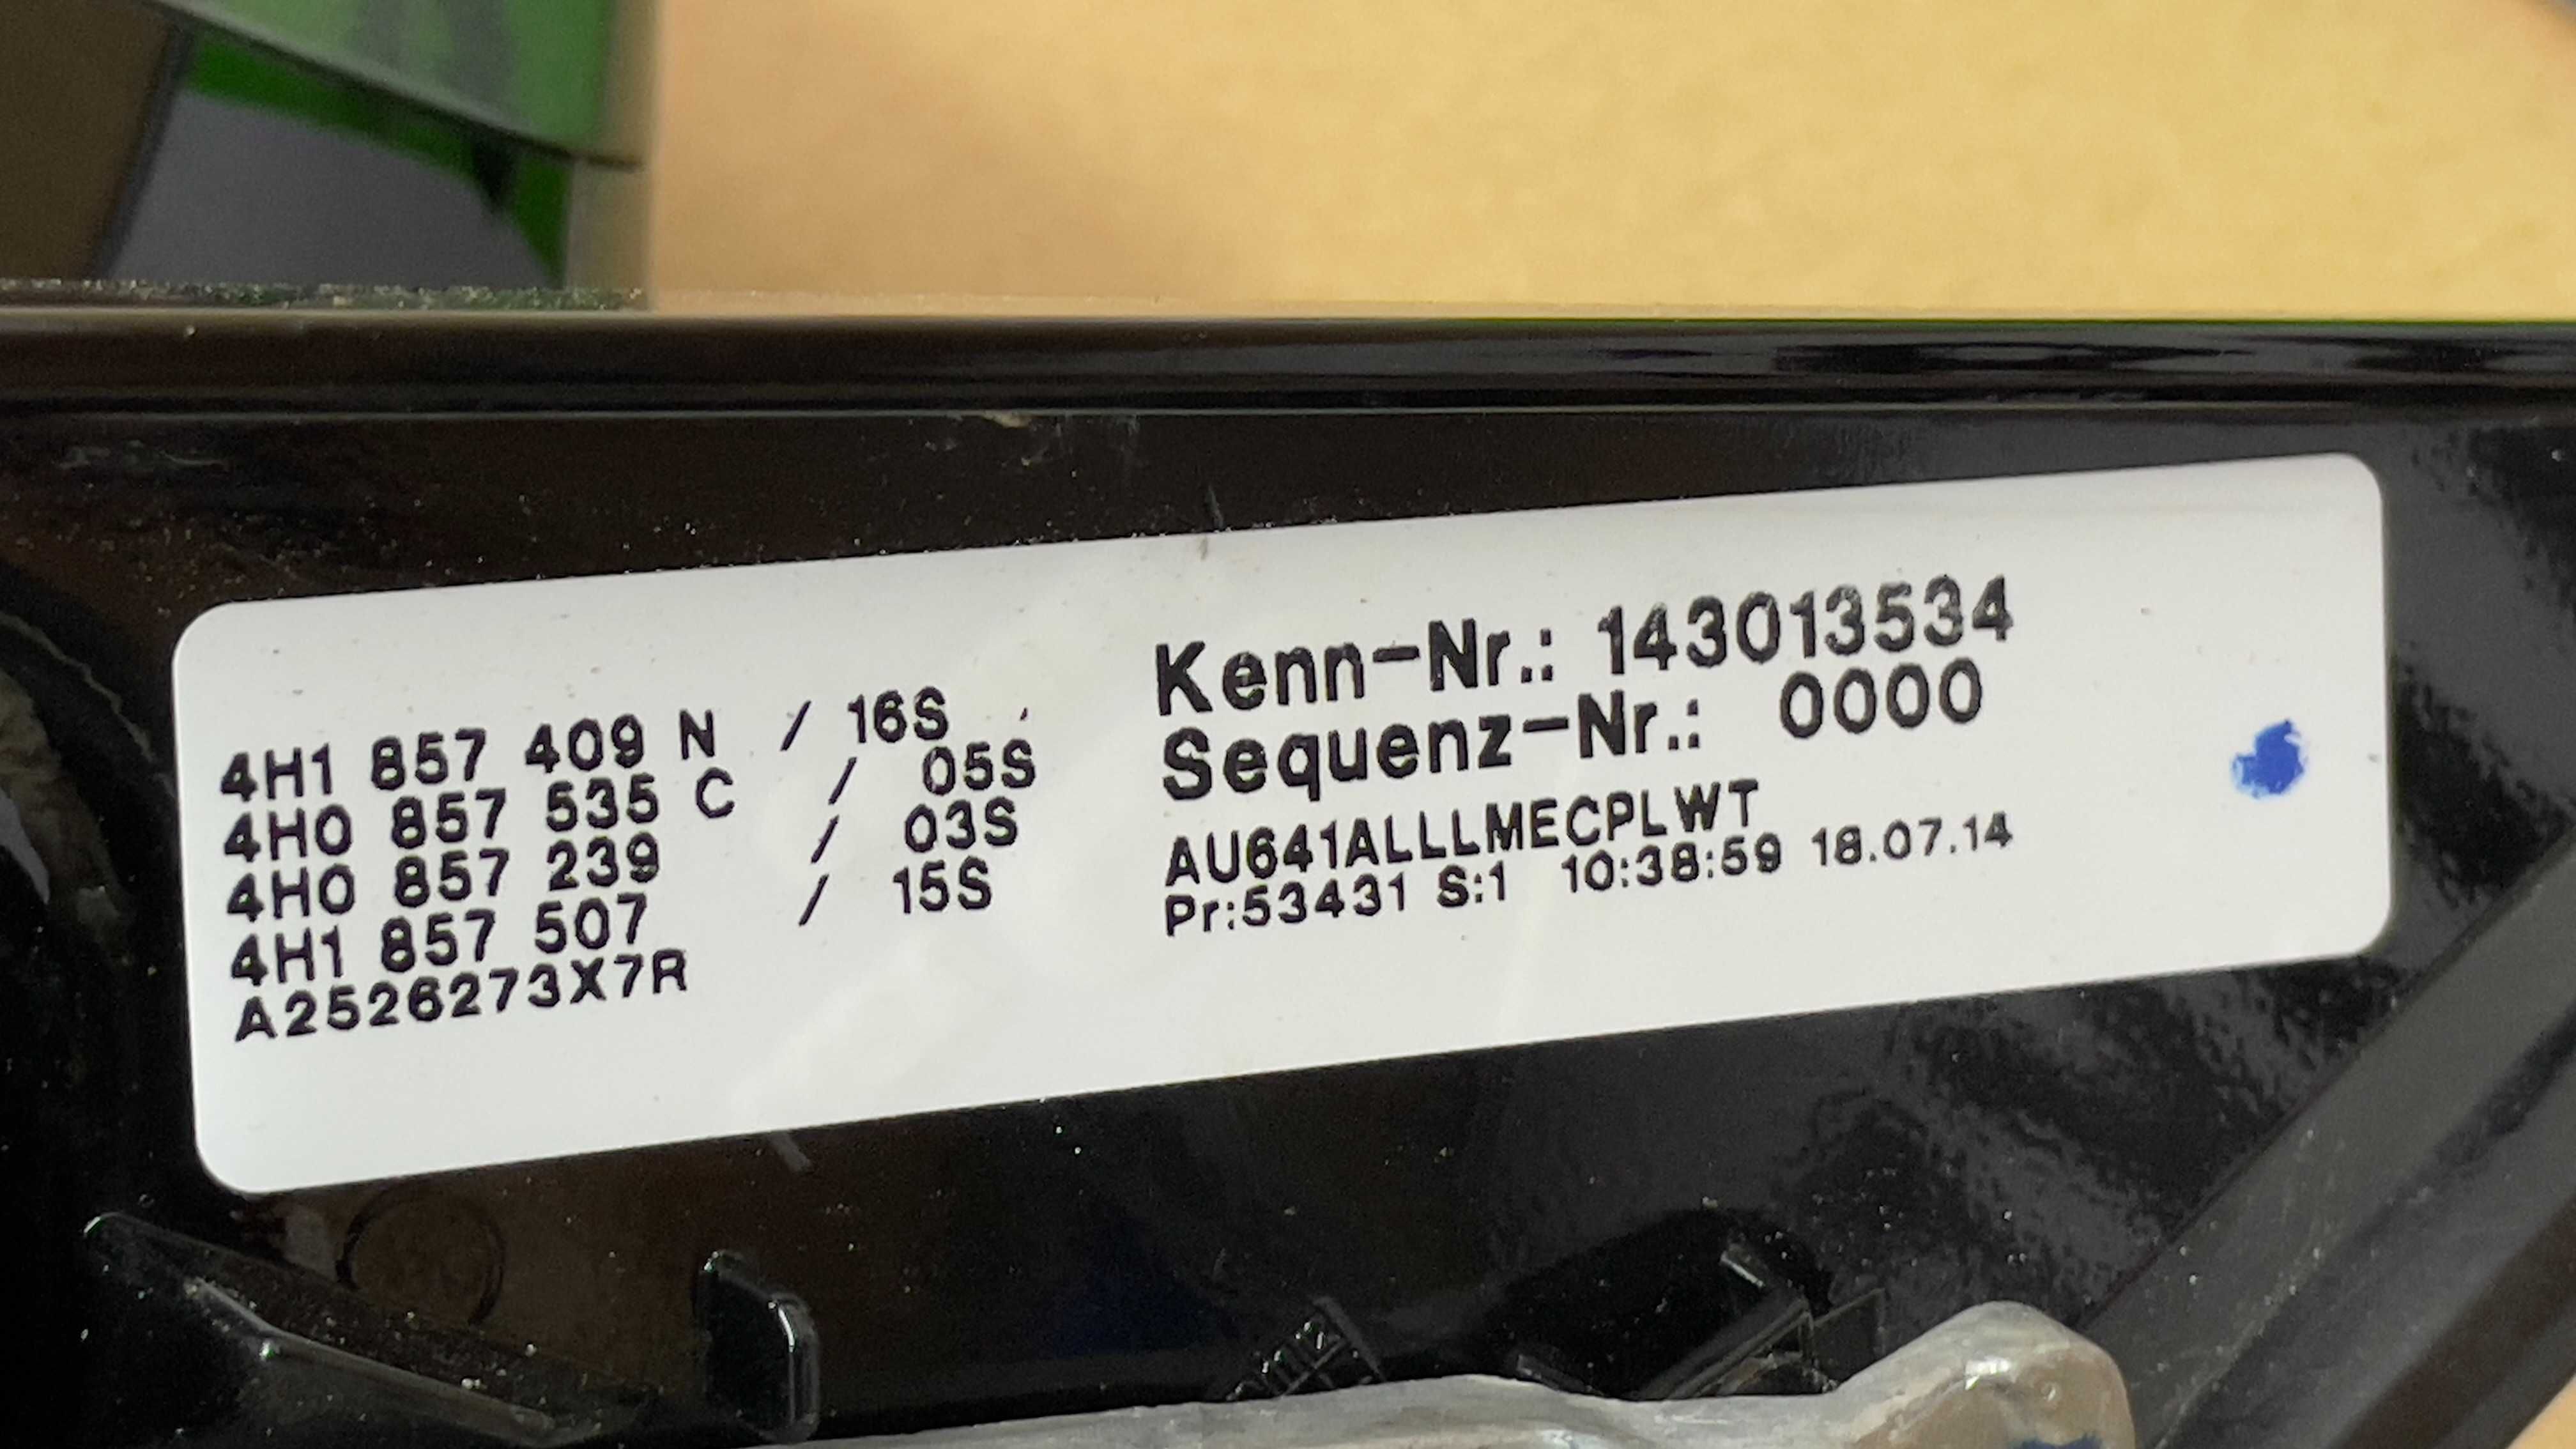 4H1 857 409 N / 16S
4H0 857 535 C / 05S
4H0 857 239 / 03S
4H1 857 507 / 15S
A2526273X7R
Kenn-Nr.: 143013534
Sequenz-Nr.: 0000
AU641ALLLMECPLWT
Pr:53431 S:1 10:38:59 18.07.14